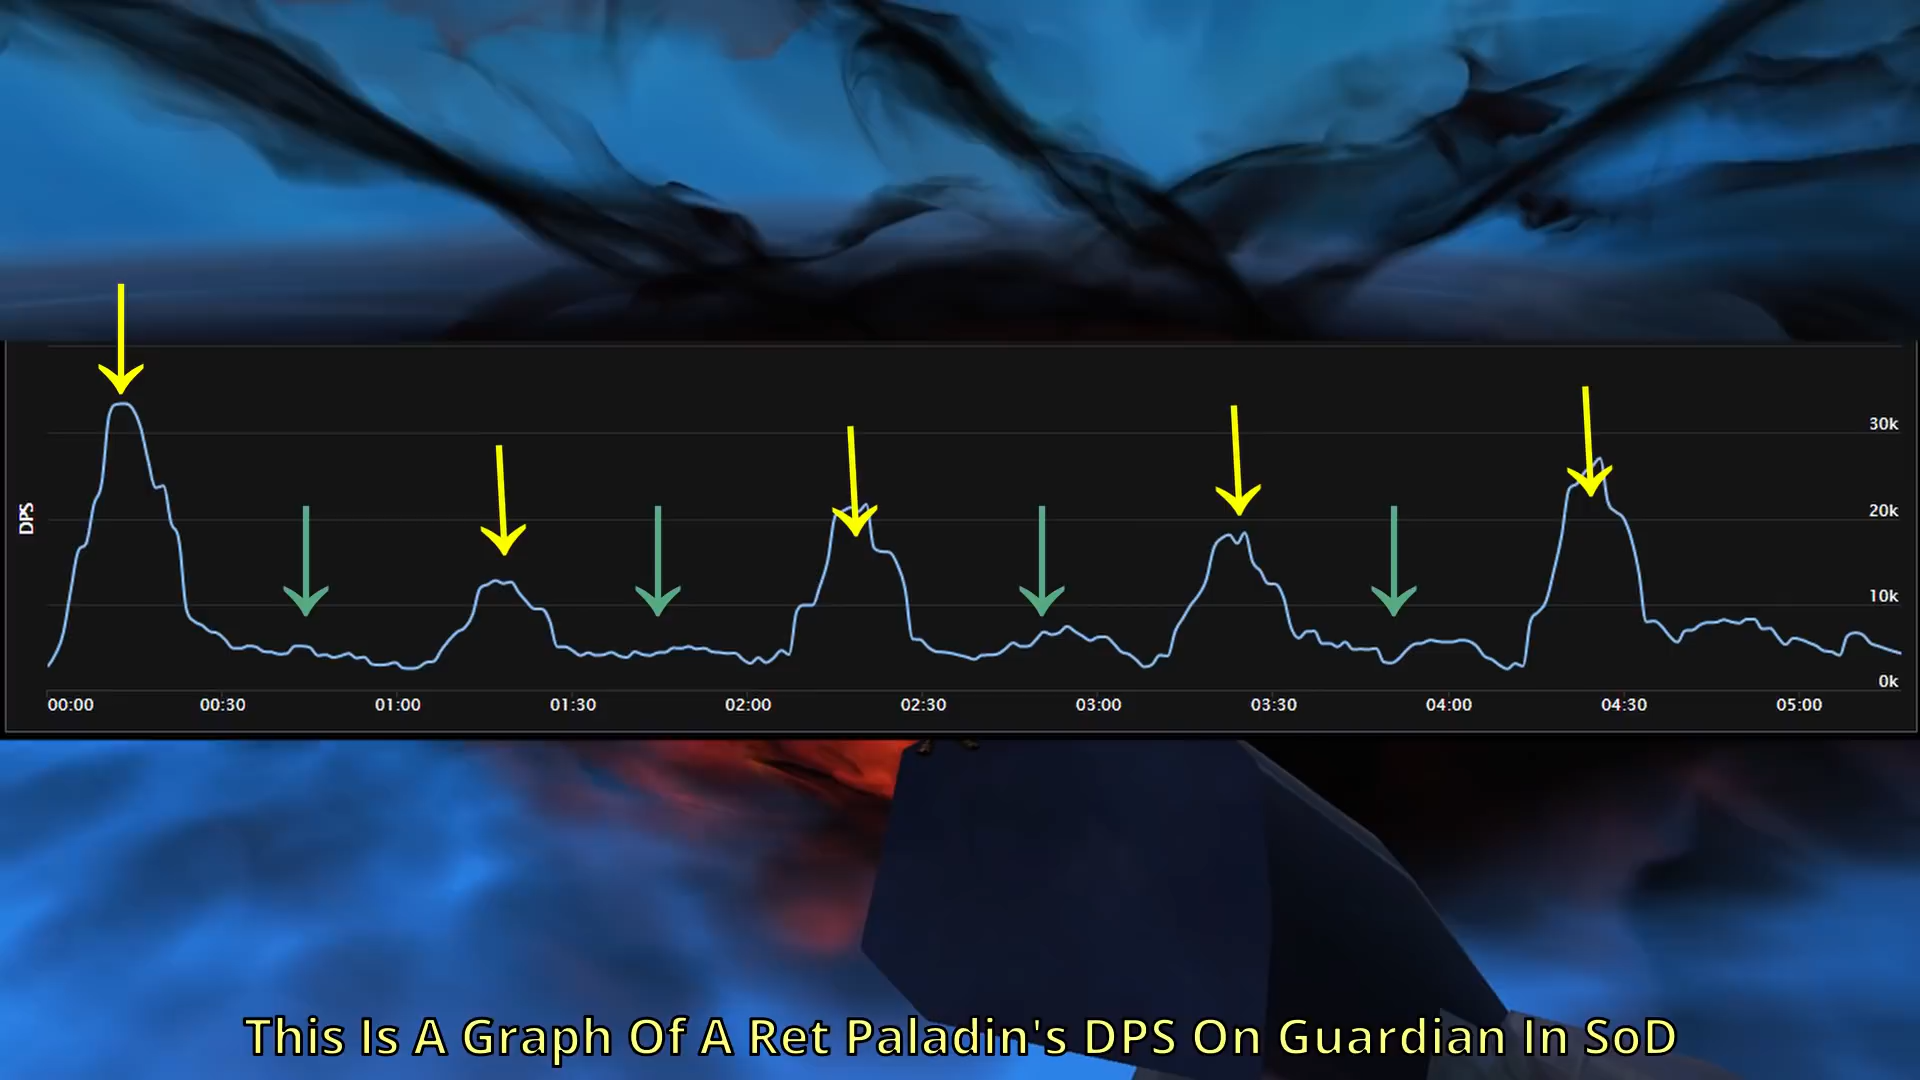 30k
DPS
20k
10k
0k
00:00 00:30 01:00 01:30 02:00 02:30 03:00 03:30 04:00 04:30 05:00
This Is A Graph Of A Ret Paladin's DPS On Guardian In SoD